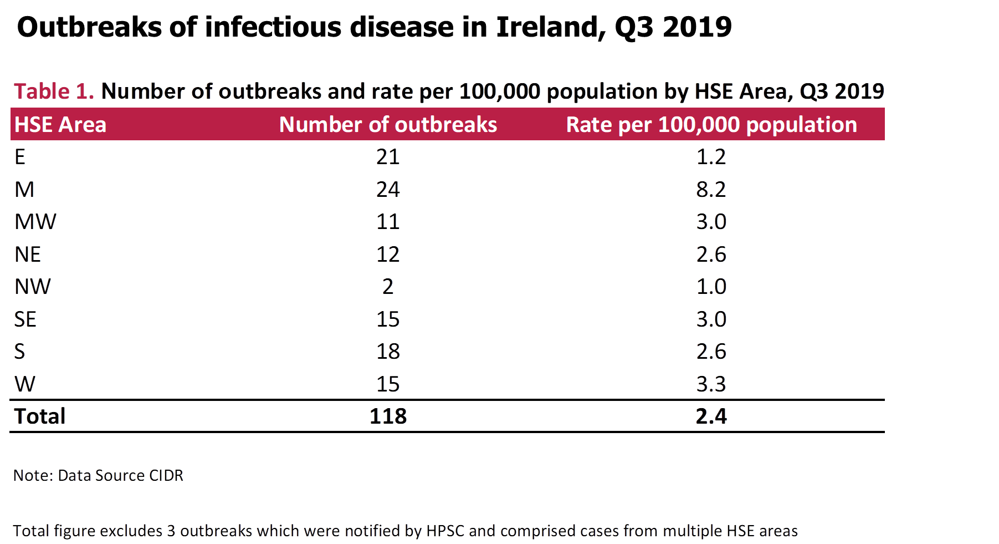 Outbreaks of infectious disease in Ireland, Q3 2019
Table 1. Number of outbreaks and rate per 100,000 population by HSE Area, Q3 2019
HSE Area Number of outbreaks Rate per 100,000 population
E 21 1.2
M 24 8.2
MW 11 3.0
NE 12 2.6
NW 2 1.0
SE 15 3.0
S 18 2.6
W 15 3.3
Total 118 2.4
Note: Data Source CIDR
Total figure excludes 3 outbreaks which were notified by HPSC and comprised cases from multiple HSE areas